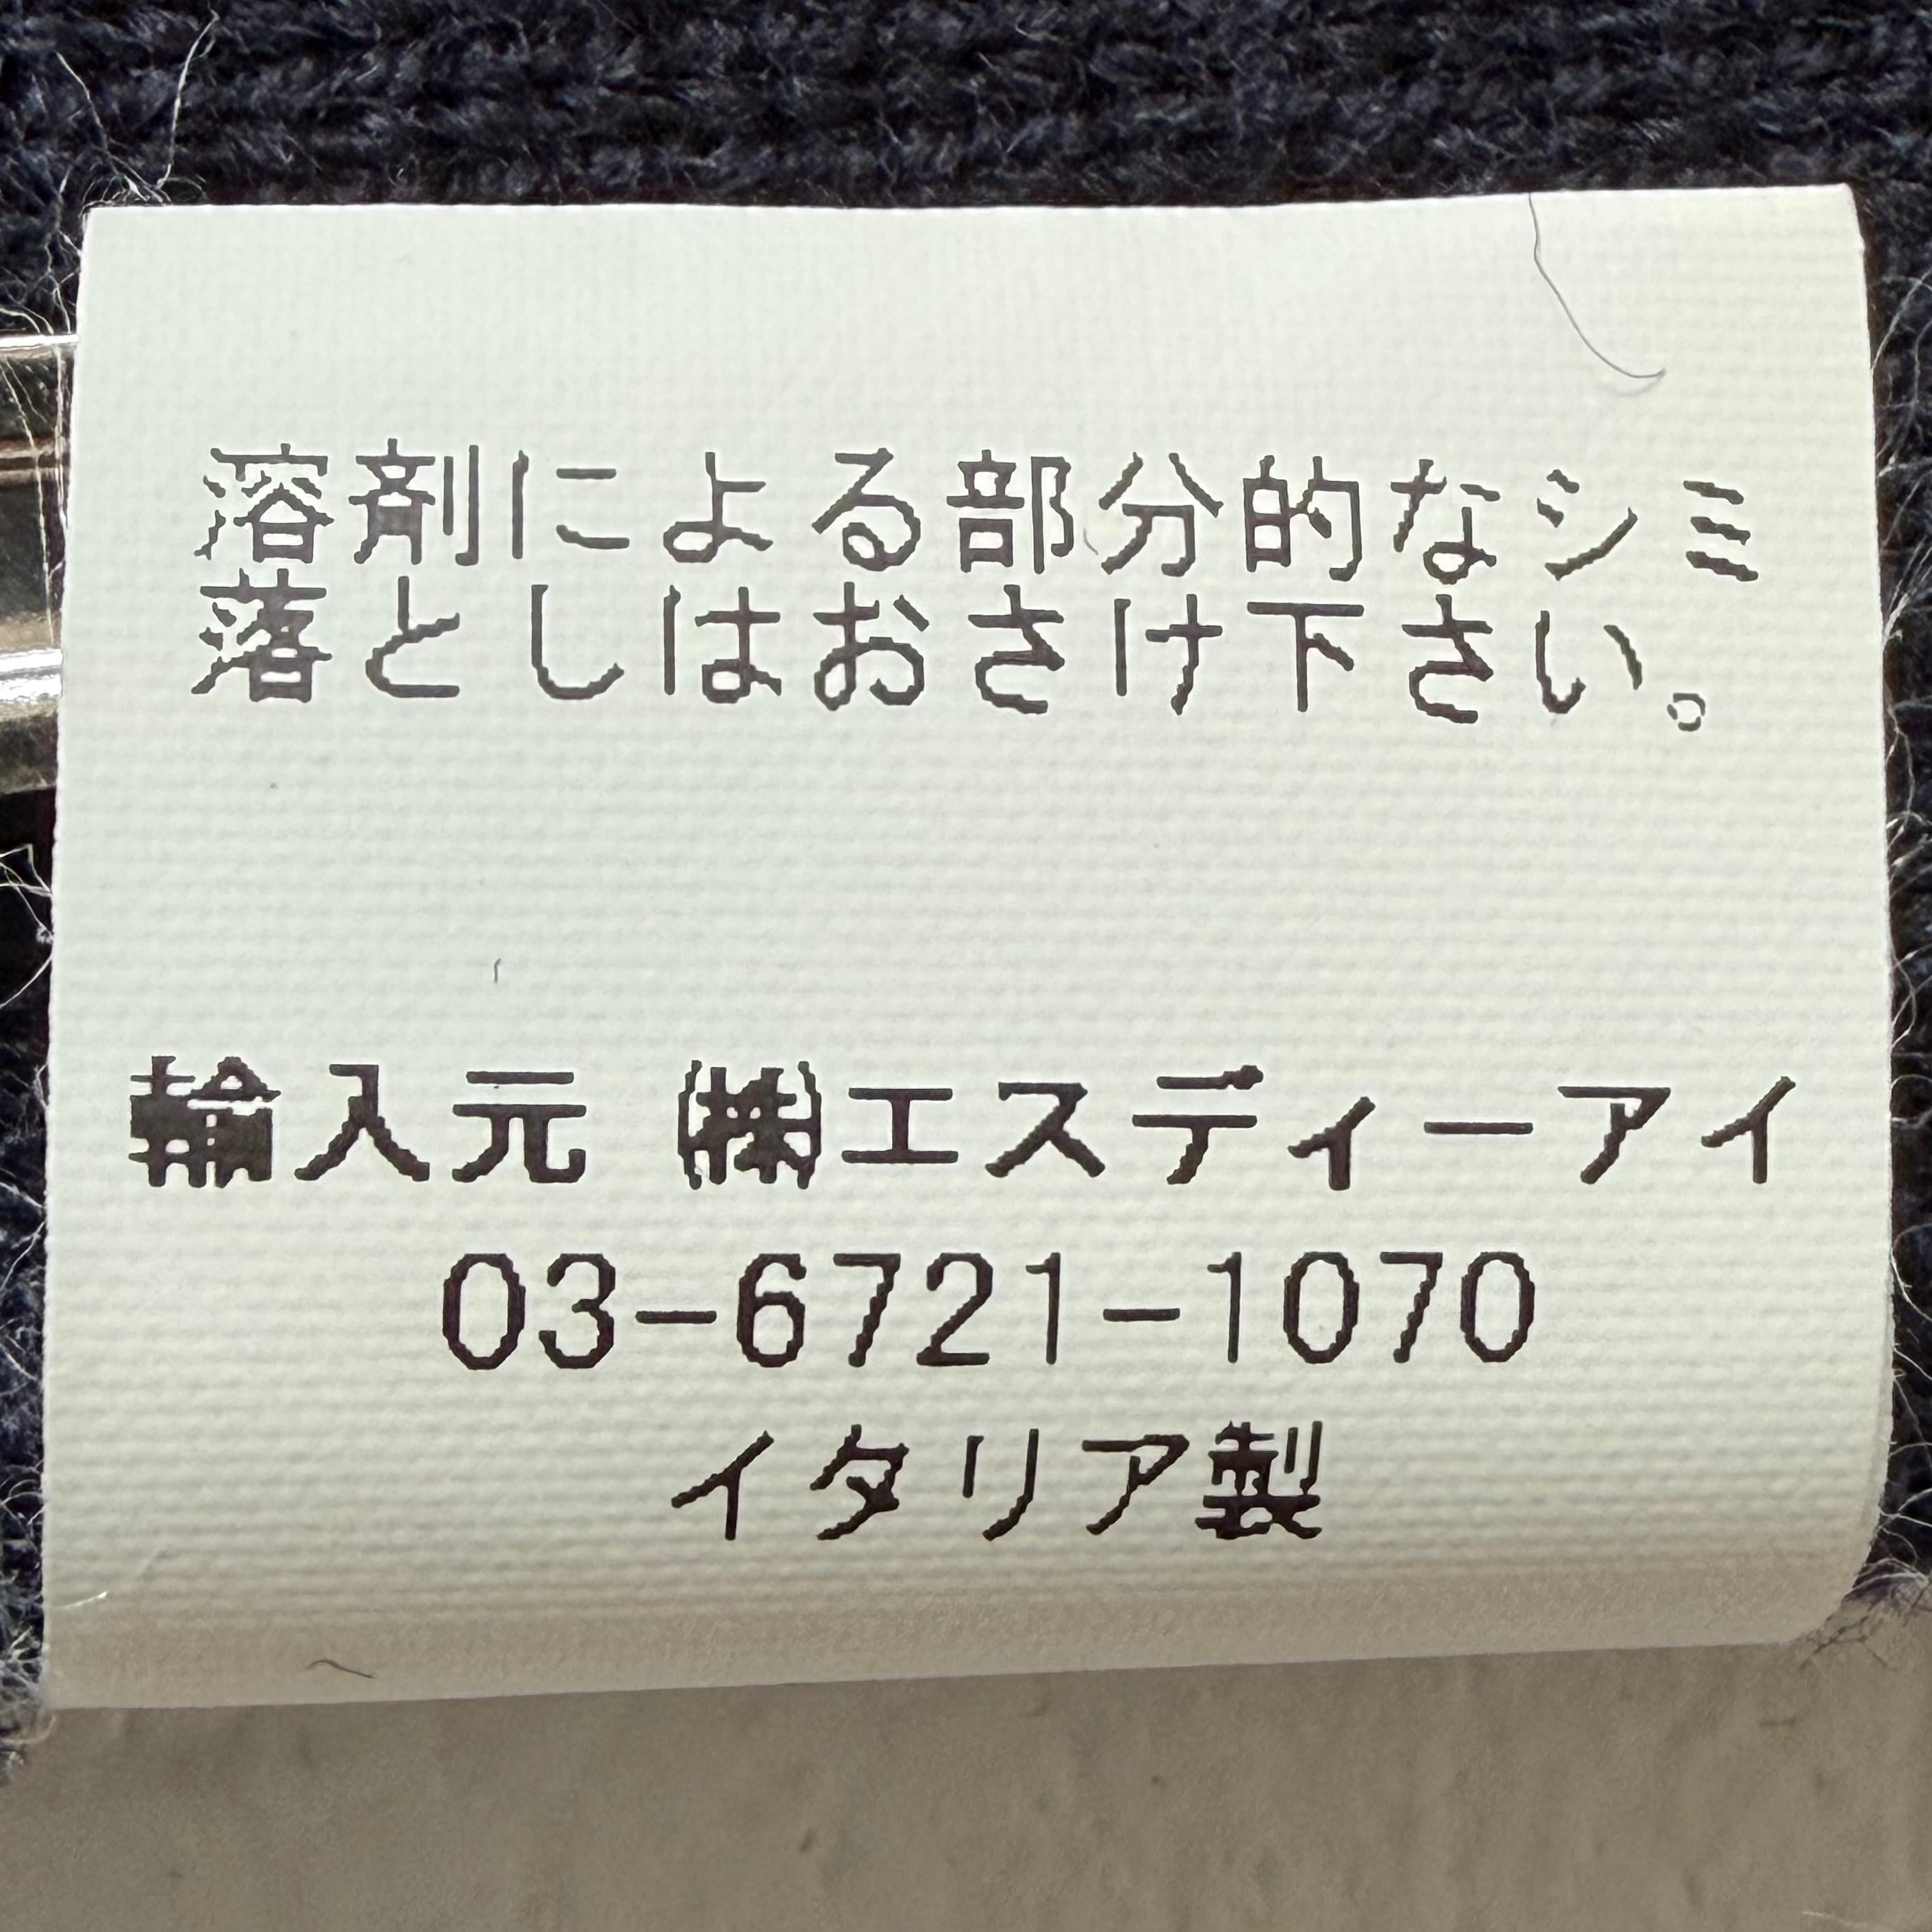 溶剤による部分的なシミ
落としはおさけ下さい。
輸入元 ㈱エスディーアイ
03-6721-1070
イタリア製